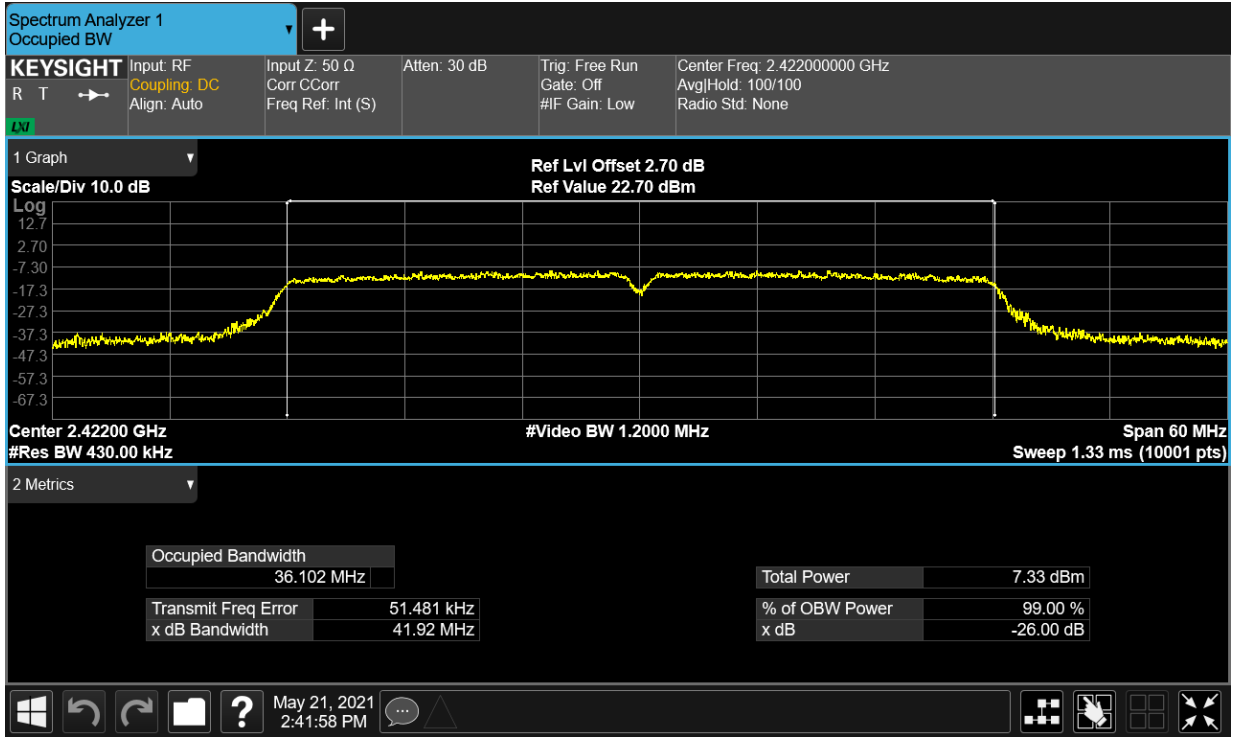 Spectrum Analyzer 1
Occupied BW
KEYSIGHT
R T
LXI
Input: RF
Coupling: DC
Align: Auto
Input Z: 50 Ω
Corr CCorr
Freq Ref: Int (S)
Atten: 30 dB
Trig: Free Run
Gate: Off
#IF Gain: Low
Center Freq: 2.422000000 GHz
Avg|Hold: 100/100
Radio Std: None
1 Graph
Scale/Div 10.0 dB
Ref Lvl Offset 2.70 dB
Ref Value 22.70 dBm
Log
12.7
2.70
-7.30
-17.3
-27.3
-37.3
-47.3
-57.3
-67.3
Center 2.42200 GHz
#Video BW 1.2000 MHz
Span 60 MHz
#Res BW 430.00 kHz
Sweep 1.33 ms (10001 pts)
2 Metrics
Occupied Bandwidth
36.102 MHz
Transmit Freq Error 51.481 kHz
x dB Bandwidth 41.92 MHz
Total Power 7.33 dBm
% of OBW Power 99.00 %
x dB -26.00 dB
?
May 21, 2021
2:41:58 PM